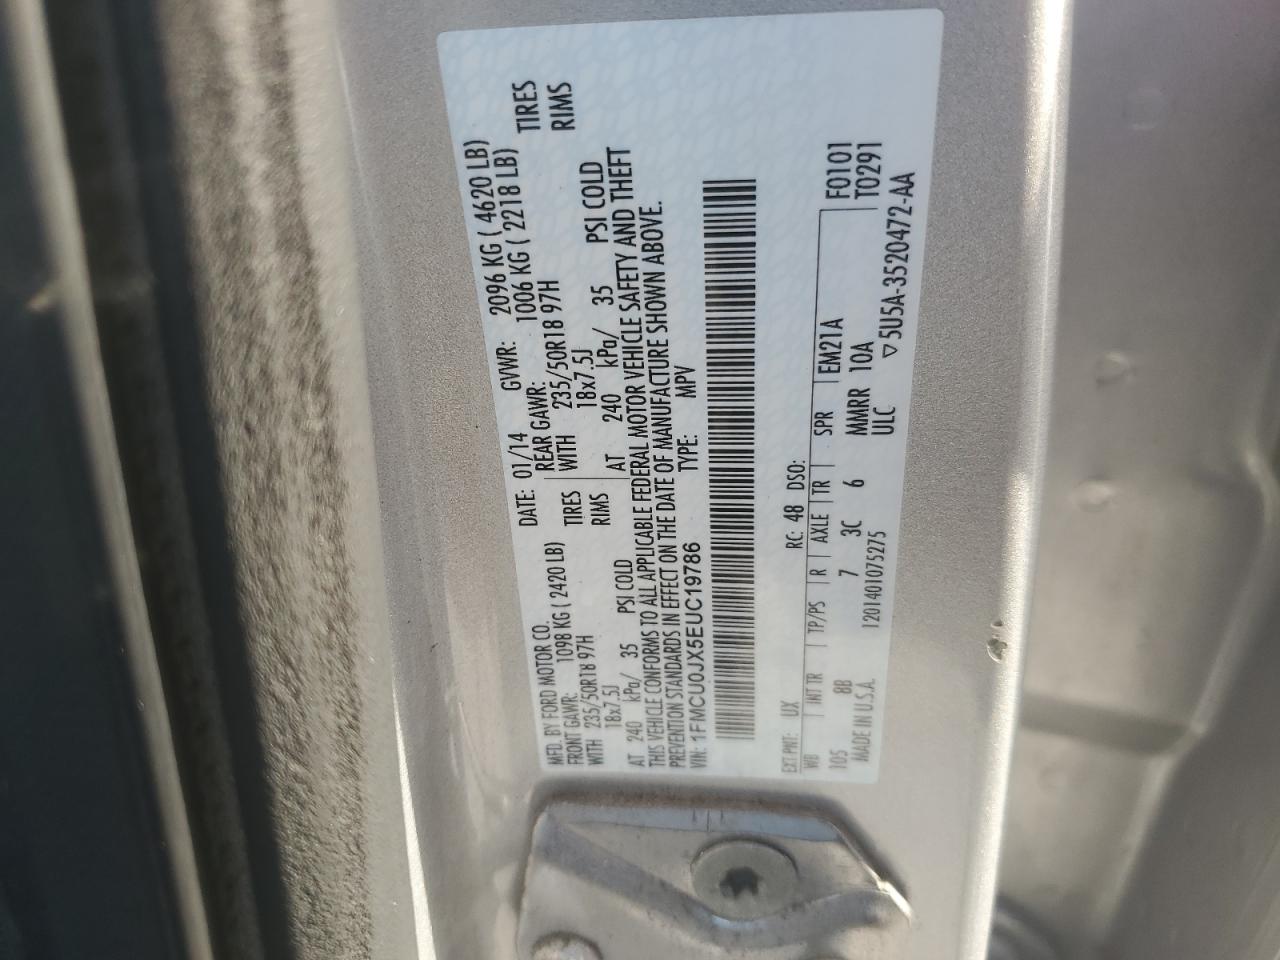 MFD. BY FORD MOTOR CO. DATE: 01/14 GVWR: 2096 KG ( 4620 LB)
FRONT GAWR: 1098 KG ( 2420 LB) REAR GAWR: 1006 KG ( 2218 LB)
WITH 235/50R18 97H TIRES WITH 235/50R18 97H TIRES
18x7.5J RIMS 18x7.5J RIMS
AT 240 kPa/ 35 PSI COLD AT 240 kPa/ 35 PSI COLD
THIS VEHICLE CONFORMS TO ALL APPLICABLE FEDERAL MOTOR VEHICLE SAFETY AND THEFT
PREVENTION STANDARDS IN EFFECT ON THE DATE OF MANUFACTURE SHOWN ABOVE.
VIN: 1FMCU0JX5EUC19786 TYPE: MPV
EXT PNT: UX RC: 48 DSO:
WB INT TR TP/PS R AXLE TR SPR EM21A F0101
105 8B 7 3C 6 MMRR 10A T0291
MADE IN U.S.A. 1201401075275 ULC ▽5U5A-3520472-AA